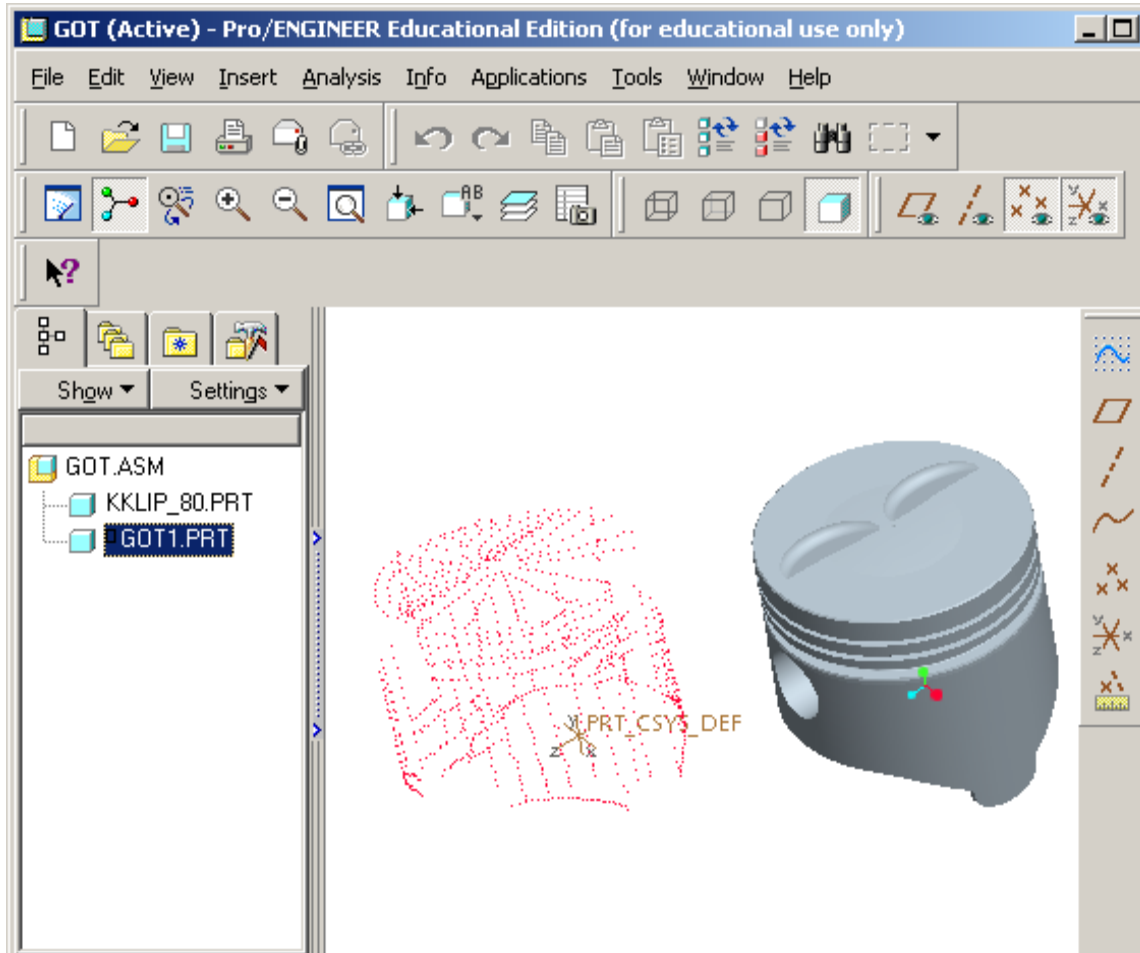 GOT (Active) - Pro/ENGINEER Educational Edition (for educational use only)
File Edit View Insert Analysis Info Applications Tools Window Help
AB
Y X Z
?
Show Settings
GOT.ASM
KKLIP_80.PRT
GOT1.PRT
Y PRT_CSYS_DEF
Z X
Y X Z